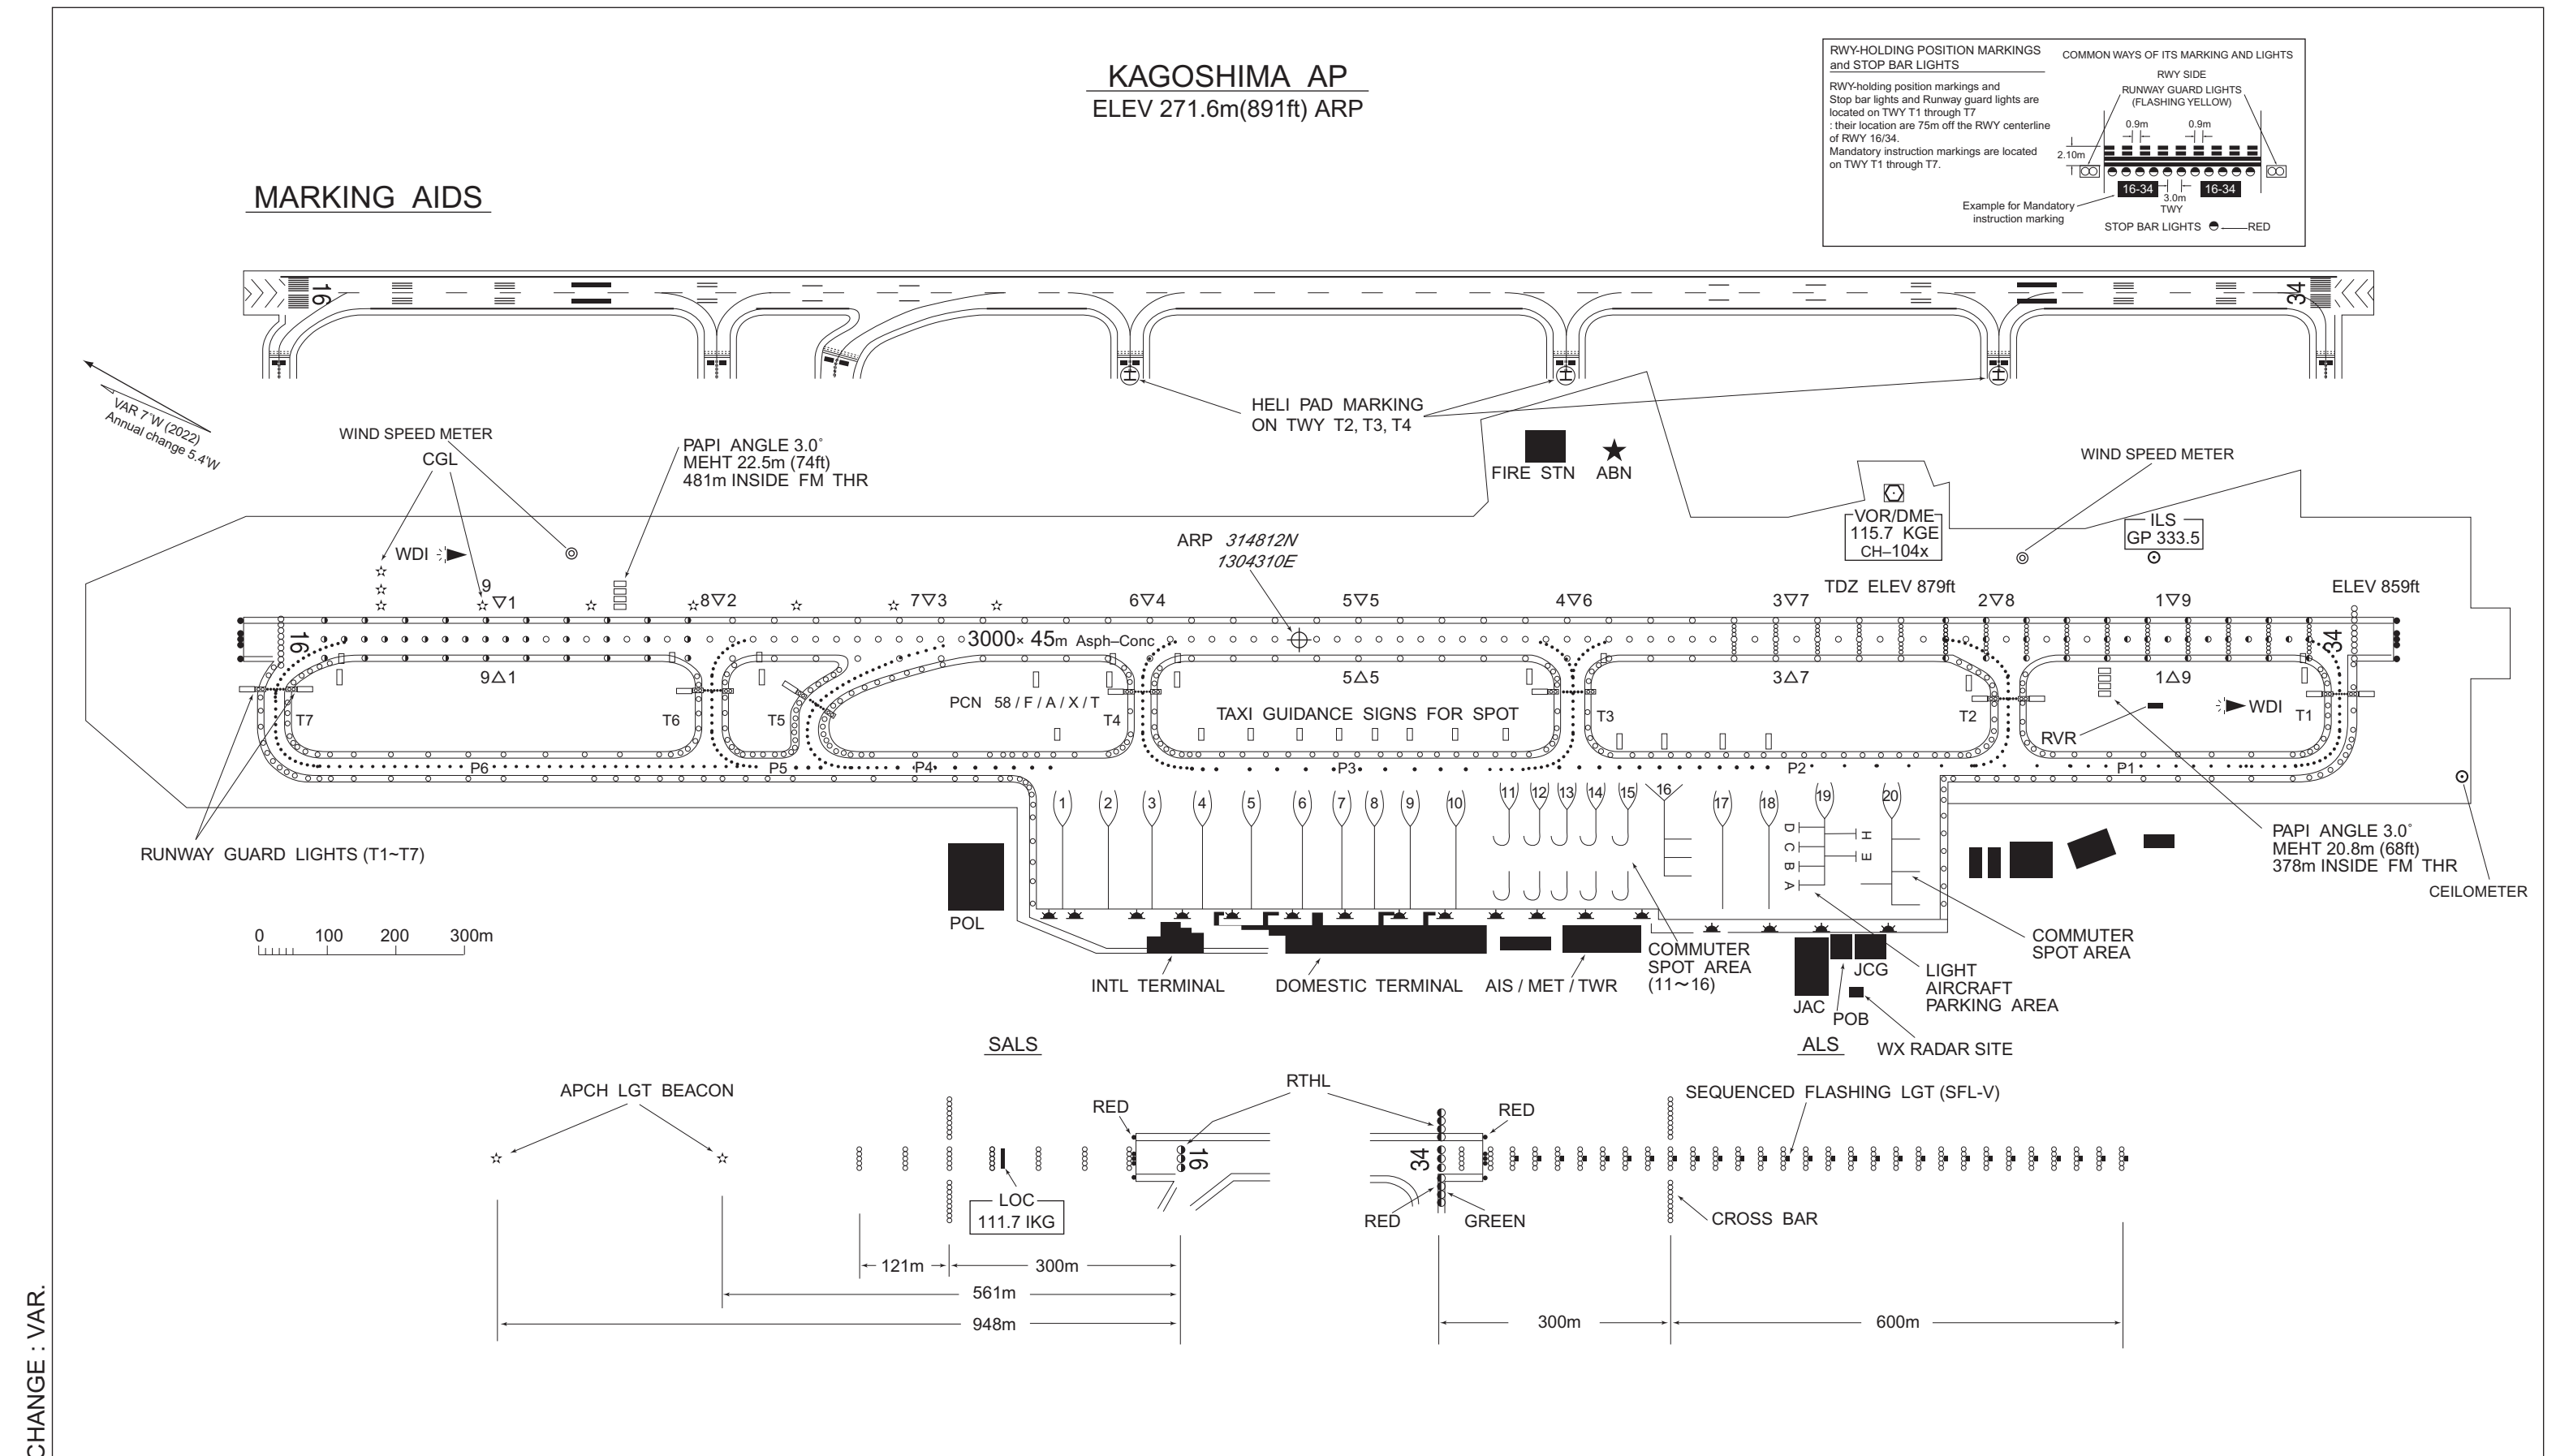 KAGOSHIMA AP
ELEV 271.6m(891ft) ARP
RWY-HOLDING POSITION MARKINGS
and STOP BAR LIGHTS
RWY-holding position markings and
Stop bar lights and Runway guard lights are
located on TWY T1 through T7
: their location are 75m off the RWY centerline
of RWY 16/34.
Mandatory instruction markings are located
on TWY T1 through T7.
COMMON WAYS OF ITS MARKING AND LIGHTS
RWY SIDE
RUNWAY GUARD LIGHTS
(FLASHING YELLOW)
0.9m 0.9m
2.10m
16-34 16-34
3.0m
TWY
Example for Mandatory
instruction marking
STOP BAR LIGHTS RED
MARKING AIDS
16 34
VAR 7°W (2022)
Annual change 5.4'W
HELI PAD MARKING
ON TWY T2, T3, T4
WIND SPEED METER
CGL
PAPI ANGLE 3.0°
MEHT 22.5m (74ft)
481m INSIDE FM THR
FIRE STN ABN
WIND SPEED METER
VOR/DME
115.7 KGE
CH–104x
ILS
GP 333.5
WDI
ARP 314812N
1304310E
TDZ ELEV 879ft ELEV 859ft
9
▽1 8▽2 7▽3 6▽4 5▽5 4▽6 3▽7 2▽8 1▽9
16 3000× 45m Asph–Conc 34
9△1 5△5 3△7 1△9
PCN 58 / F / A / X / T
TAXI GUIDANCE SIGNS FOR SPOT
T7 T6 T5 T4 T3 T2 T1
WDI
RVR
P6 P5 P4 P3 P2 P1
1 2 3 4 5 6 7 8 9 10 11 12 13 14 15 16 17 18 19 20
D C B A
H E
RUNWAY GUARD LIGHTS (T1~T7)
PAPI ANGLE 3.0°
MEHT 20.8m (68ft)
378m INSIDE FM THR
CEILOMETER
0 100 200 300m
POL
INTL TERMINAL
DOMESTIC TERMINAL
AIS / MET / TWR
COMMUTER
SPOT AREA
(11〜16)
JAC
POB
JCG
LIGHT
AIRCRAFT
PARKING AREA
COMMUTER
SPOT AREA
WX RADAR SITE
SALS
ALS
APCH LGT BEACON
RED
RTHL
RED
SEQUENCED FLASHING LGT (SFL-V)
16 34
LOC
111.7 IKG
RED GREEN
CROSS BAR
121m 300m
561m
948m
300m 600m
CHANGE : VAR.